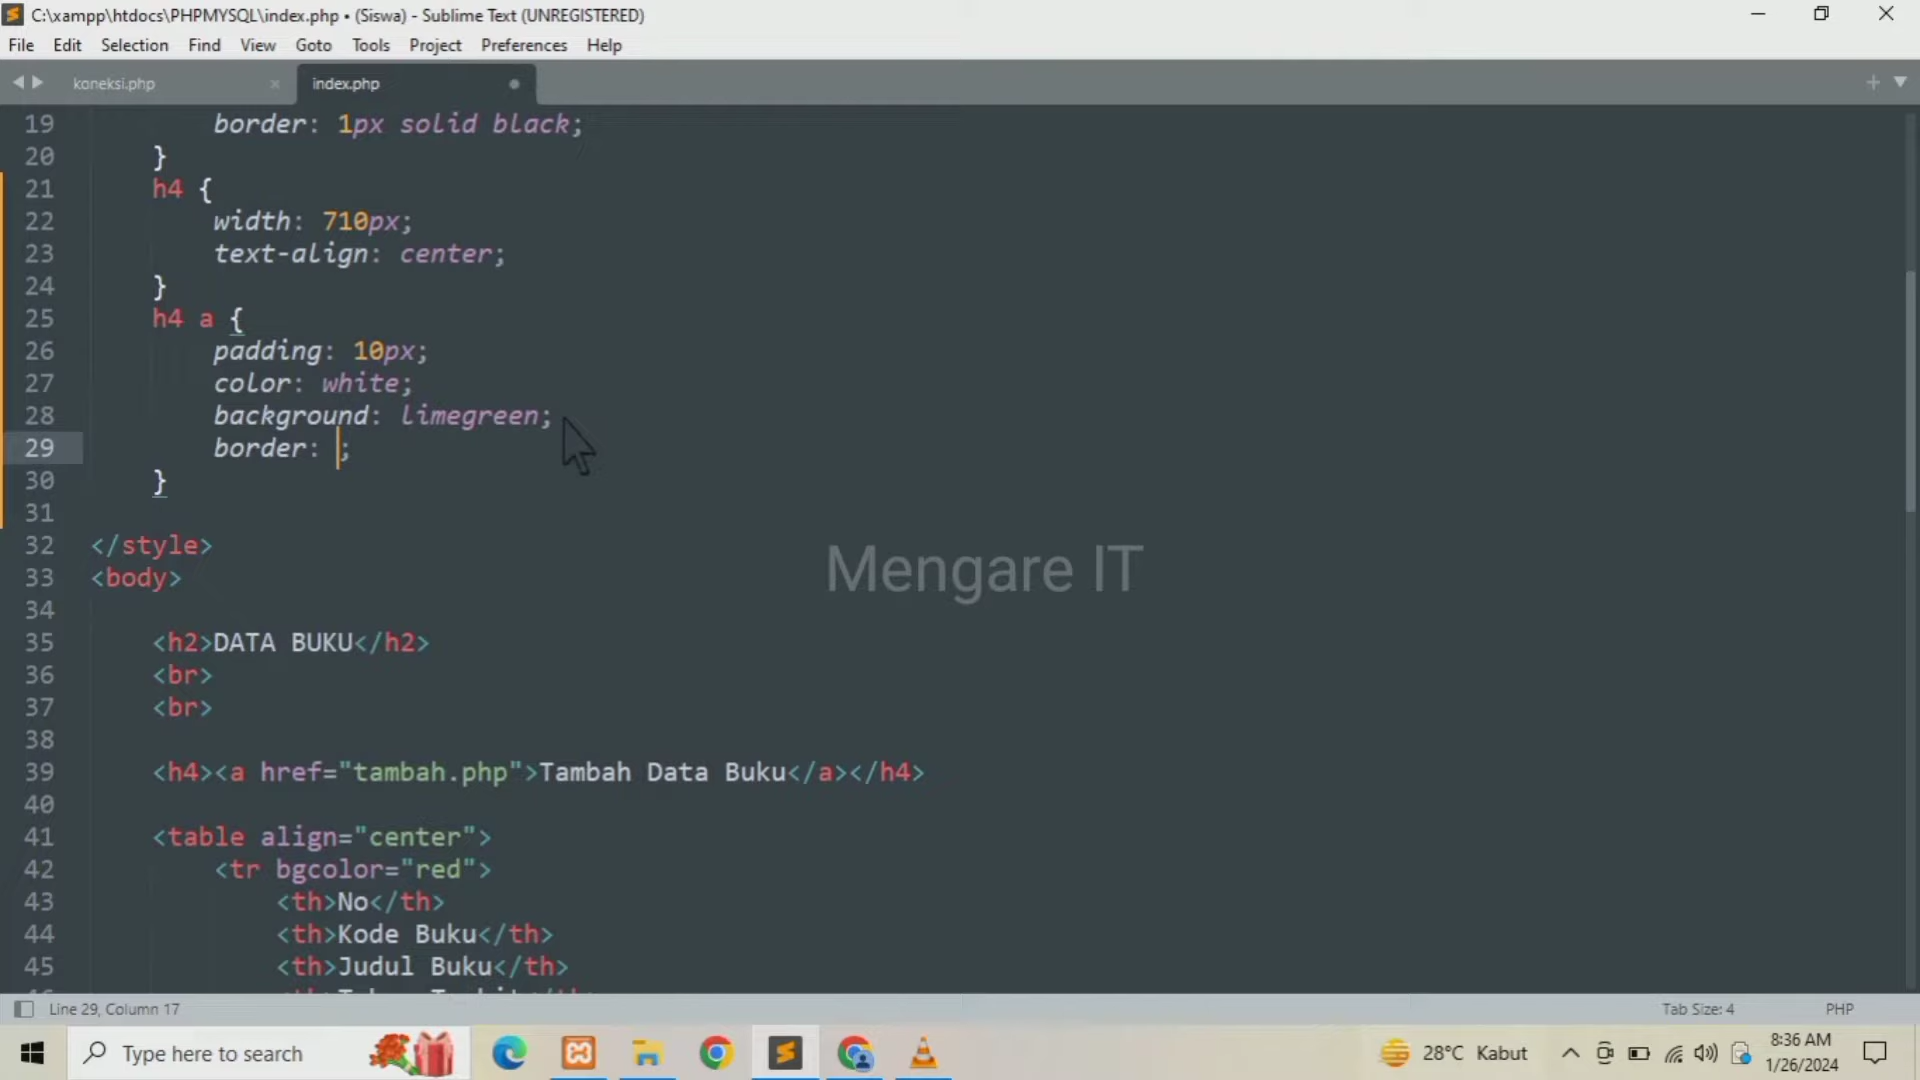 C:\xampp\htdocs\PHPMYSQL\index.php • (Siswa) - Sublime Text (UNREGISTERED)
File Edit Selection Find View Goto Tools Project Preferences Help
koneksi.php × index.php
19 border: 1px solid black;
20 }
21 h4 {
22 width: 710px;
23 text-align: center;
24 }
25 h4 a {
26 padding: 10px;
27 color: white;
28 background: limegreen;
29 border: ;
30 }
31
32 </style>
33 <body>
34
35 <h2>DATA BUKU</h2>
36 <br>
37 <br>
38
39 <h4><a href="tambah.php">Tambah Data Buku</a></h4>
40
41 <table align="center">
42 <tr bgcolor="red">
43 <th>No</th>
44 <th>Kode Buku</th>
45 <th>Judul Buku</th>
Mengare IT
Line 29, Column 17 Tab Size: 4 PHP
Type here to search 28°C Kabut 8:36 AM
1/26/2024